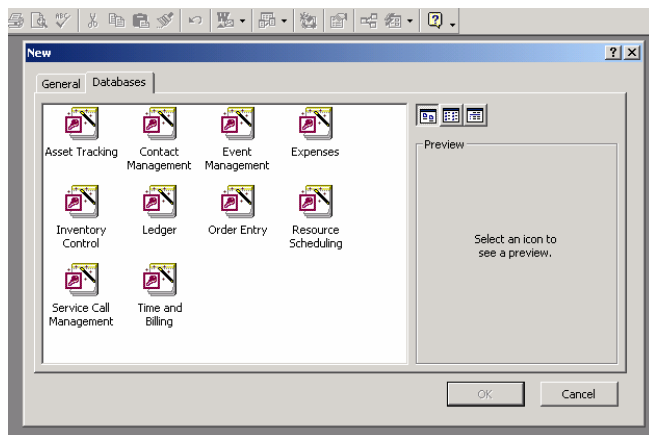 New
General Databases
Asset Tracking Contact Management Event Management Expenses
Inventory Control Ledger Order Entry Resource Scheduling
Service Call Management Time and Billing
Preview
Select an icon to
see a preview.
OK Cancel